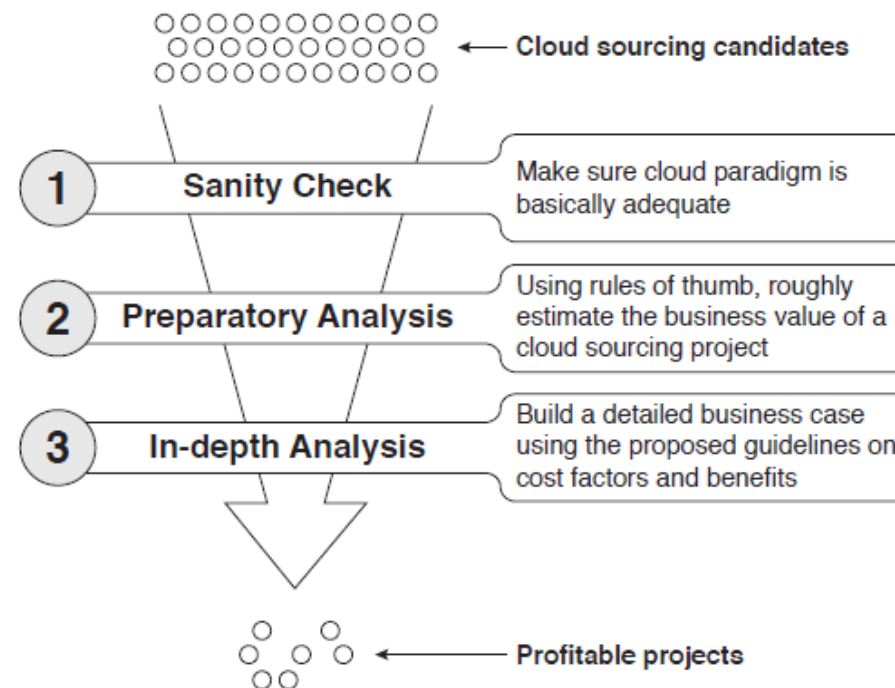 Cloud sourcing candidates
1
Sanity Check
Make sure cloud paradigm is
basically adequate
2
Preparatory Analysis
Using rules of thumb, roughly
estimate the business value of a
cloud sourcing project
3
In-depth Analysis
Build a detailed business case
using the proposed guidelines on
cost factors and benefits
Profitable projects